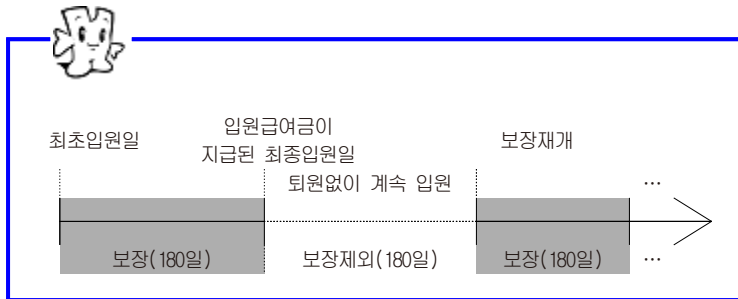 최초입원일
입원급여금이
지급된 최종입원일
보장재개
퇴원없이 계속 입원
…
보장(180일)
보장제외(180일)
보장(180일)
…